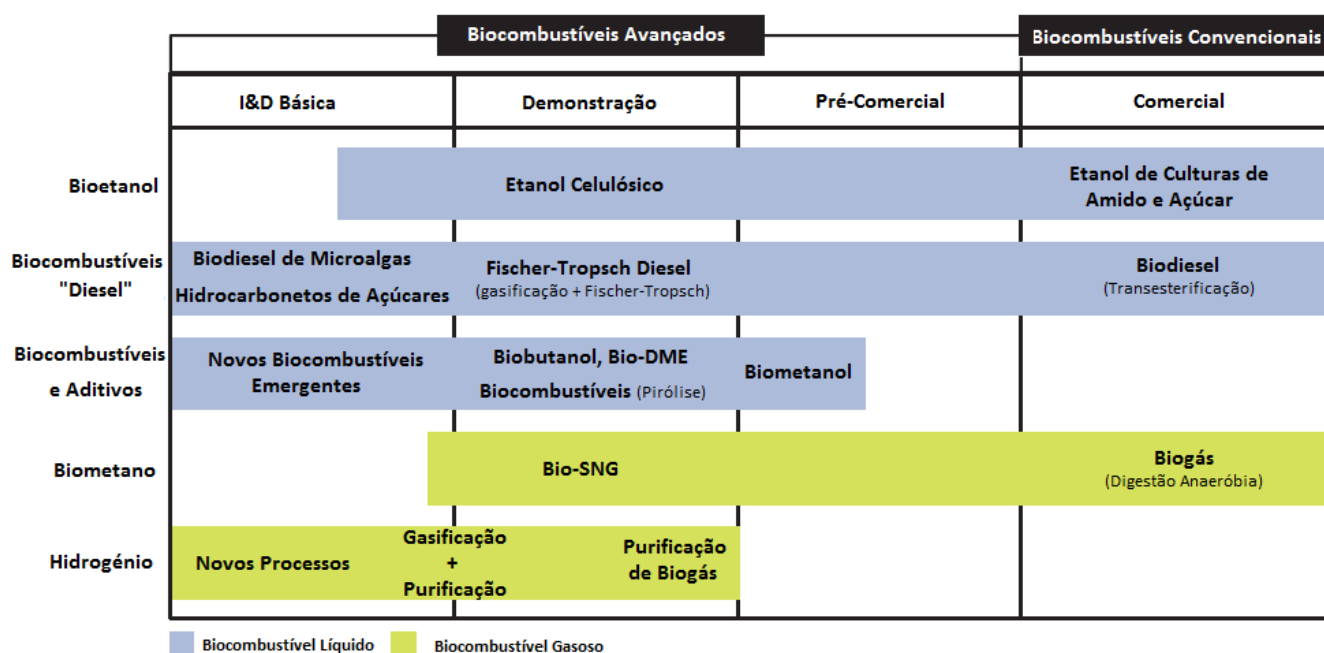 Biocombustíveis Avançados
Biocombustíveis Convencionais
I&D Básica
Demonstração
Pré-Comercial
Comercial
Bioetanol
Etanol Celulósico
Etanol de Culturas de
Amido e Açúcar
Biocombustíveis
"Diesel"
Biodiesel de Microalgas
Hidrocarbonetos de Açúcares
Fischer-Tropsch Diesel
(gasificação + Fischer-Tropsch)
Biodiesel
(Transesterificação)
Biocombustíveis
e Aditivos
Novos Biocombustíveis
Emergentes
Biobutanol, Bio-DME
Biocombustíveis (Pirólise)
Biometanol
Biometano
Bio-SNG
Biogás
(Digestão Anaeróbia)
Hidrogénio
Novos Processos
Gasificação
+
Purificação
Purificação
de Biogás
Biocombustível Líquido
Biocombustível Gasoso